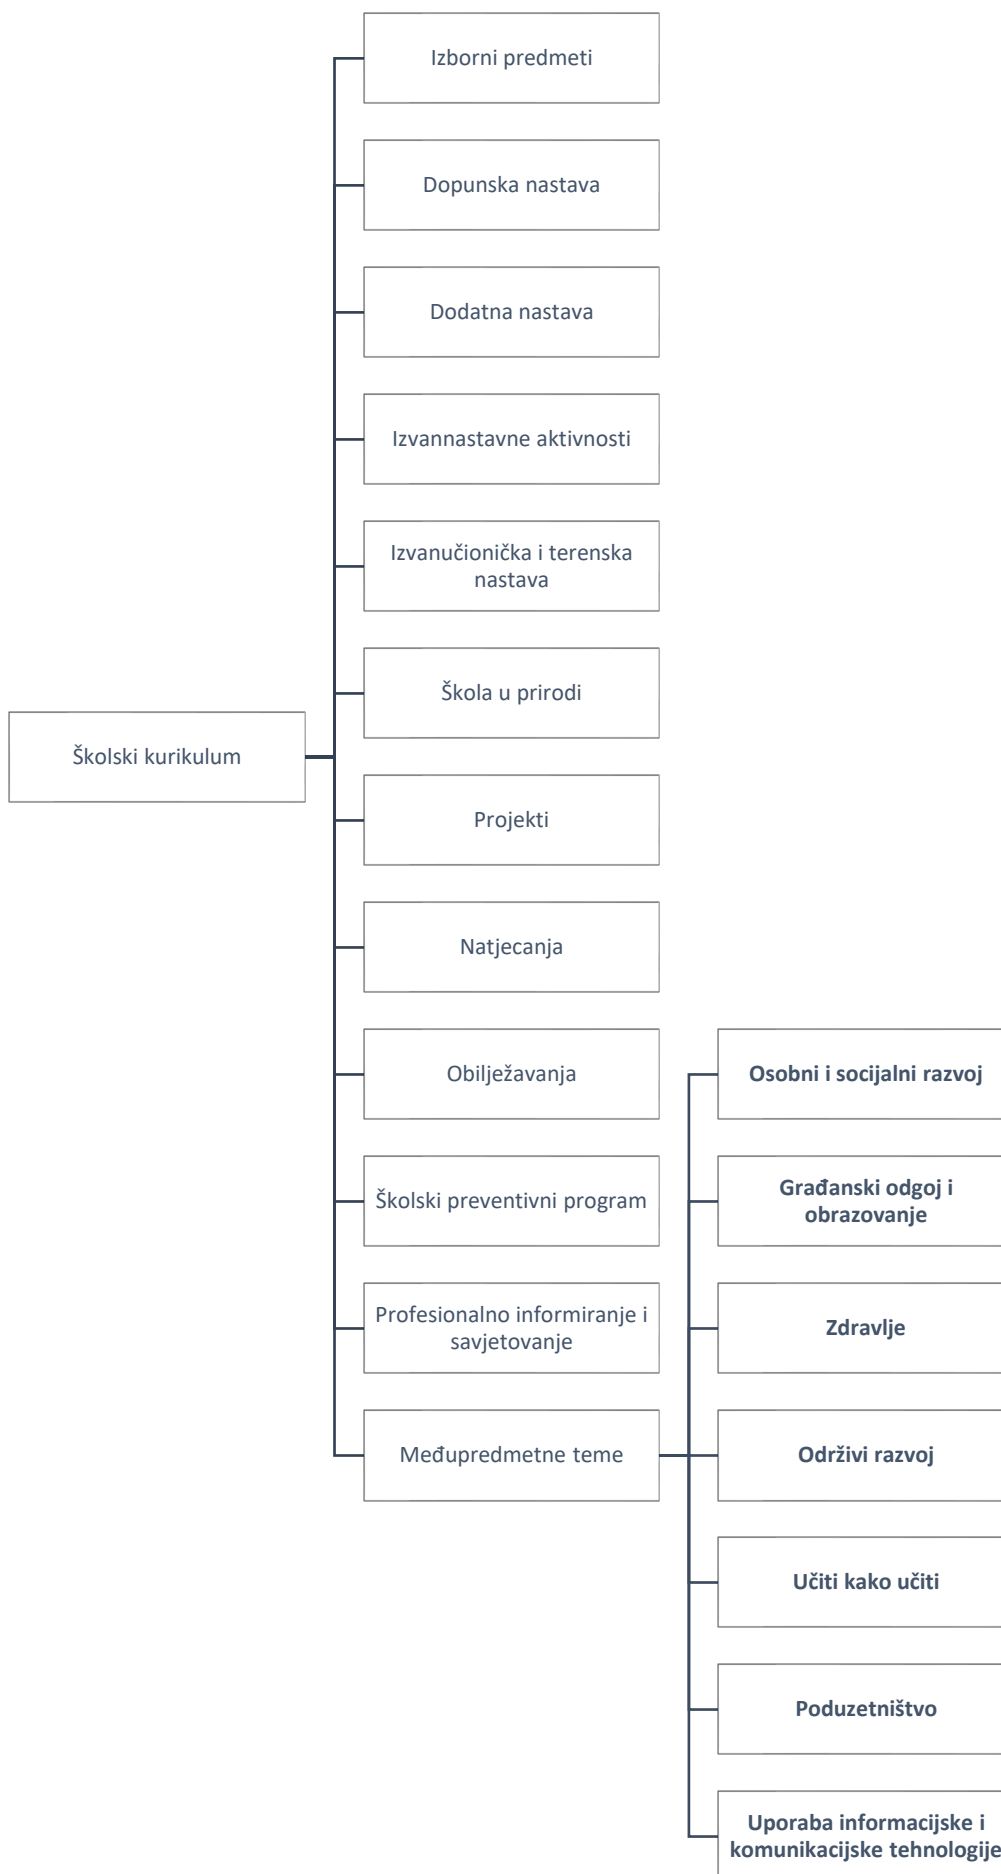 Izborni predmeti
Dopunska nastava
Dodatna nastava
Izvannastavne aktivnosti
Izvanučionička i terenska
nastava
Škola u prirodi
Školski kurikulum
Projekti
Natjecanja
Obilježavanja
Osobni i socijalni razvoj
Školski preventivni program
Građanski odgoj i
obrazovanje
Profesionalno informiranje i
savjetovanje
Zdravlje
Međupredmetne teme
Održivi razvoj
Učiti kako učiti
Poduzetništvo
Uporaba informacijske i
komunikacijske tehnologije